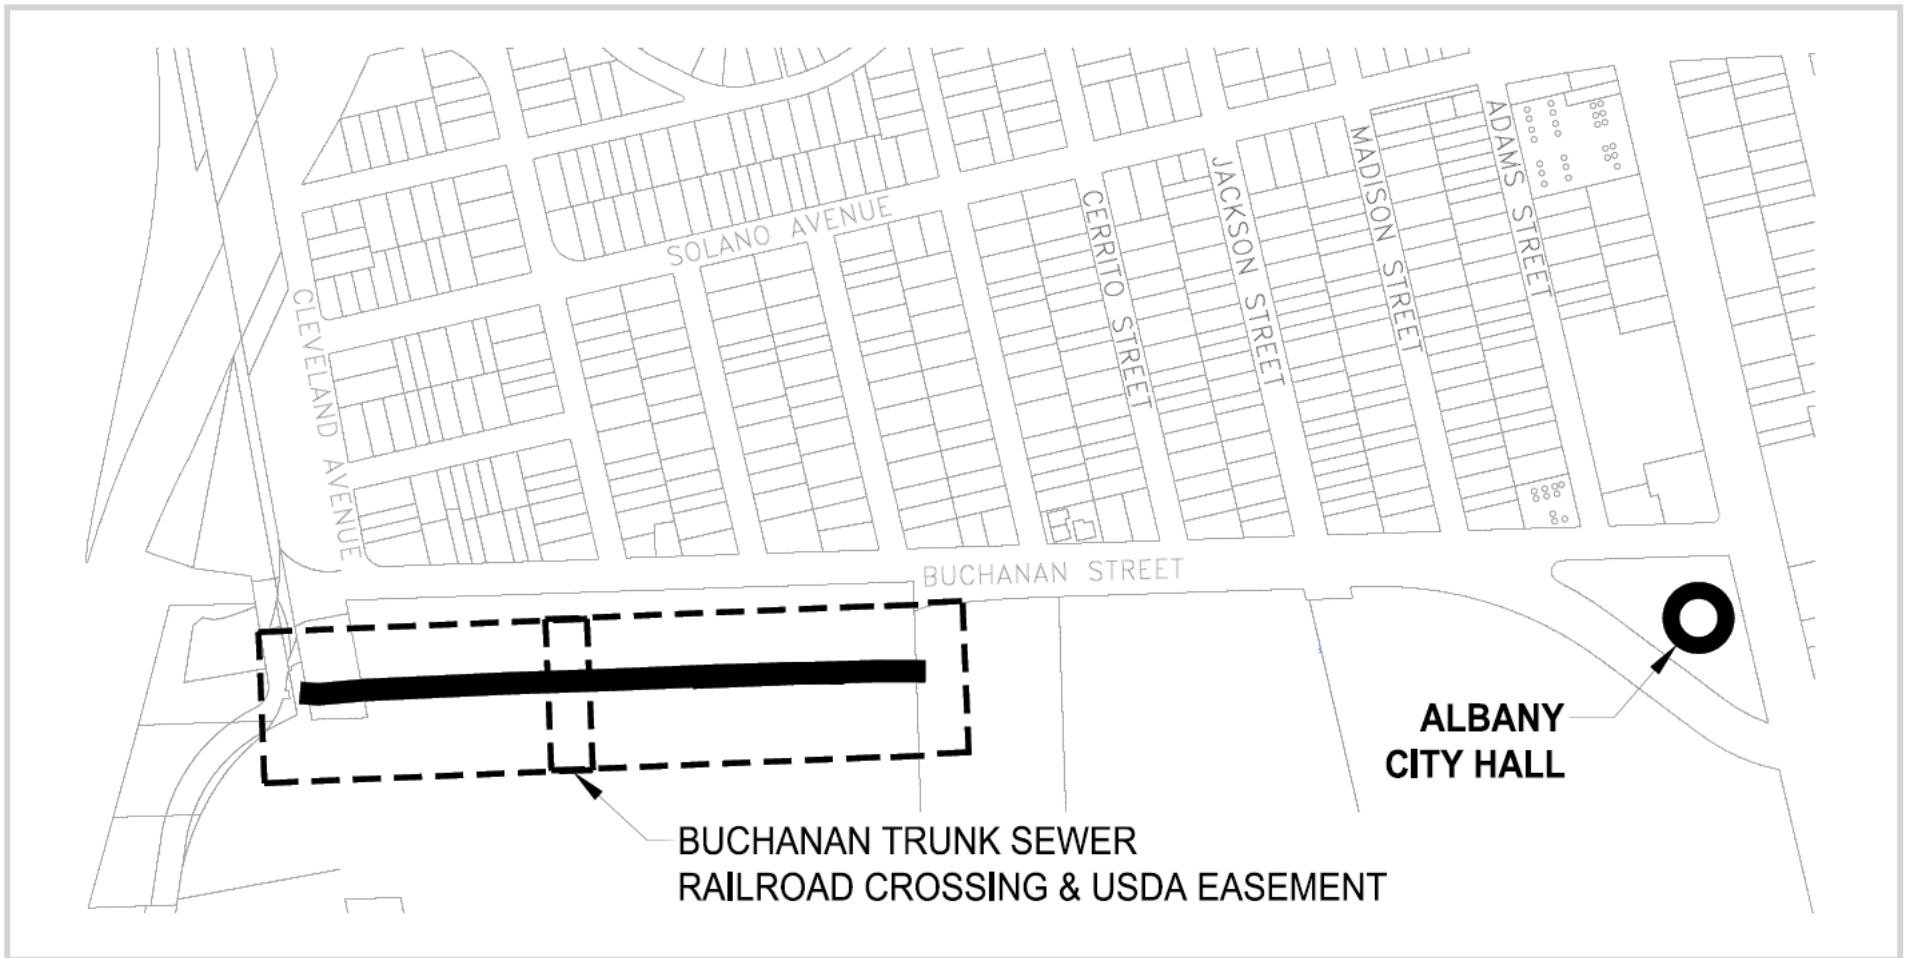 SOLANO AVENUE
CLEVELAND AVENUE
CERRITO STREET
JACKSON STREET
MADISON STREET
ADAMS STREET
BUCHANAN STREET
ALBANY
CITY HALL
BUCHANAN TRUNK SEWER
RAILROAD CROSSING & USDA EASEMENT